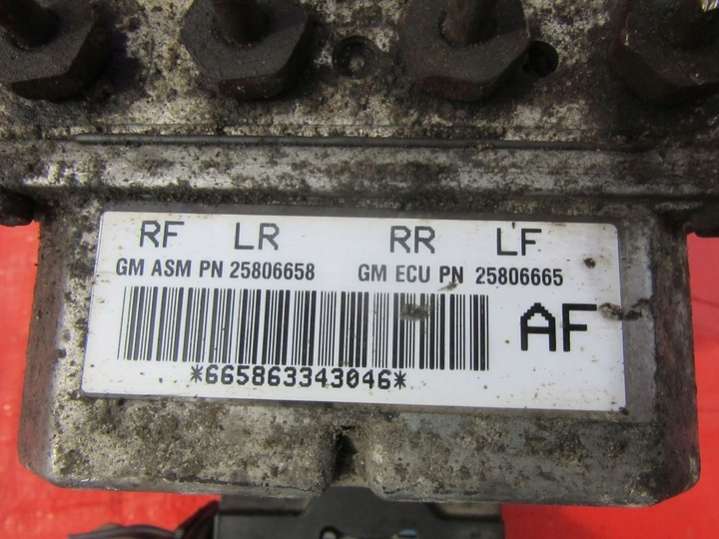 RF LR RR LF
GM ASM PN 25806658 GM ECU PN 25806665
AF
*665863343046*